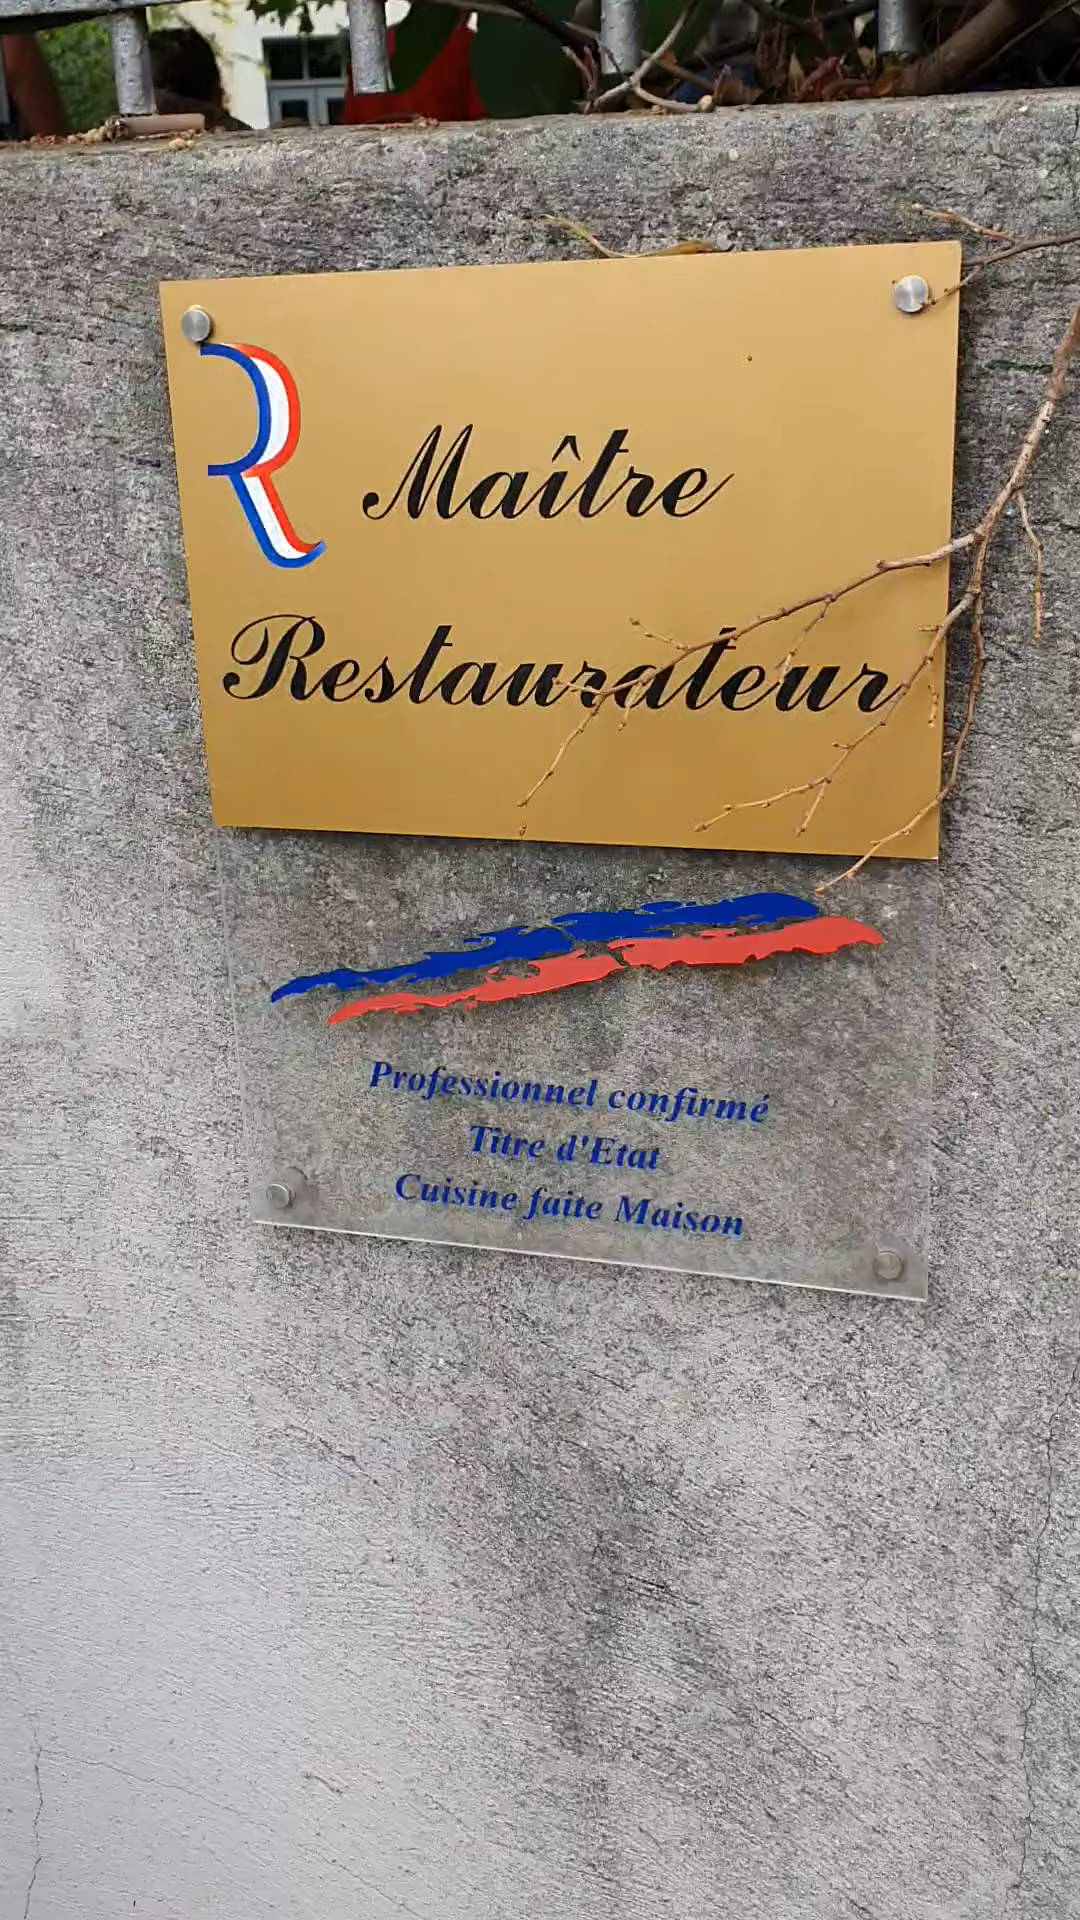 R Maître
Restaurateur
Professionnel confirmé
Titre d'Etat
Cuisine faite Maison